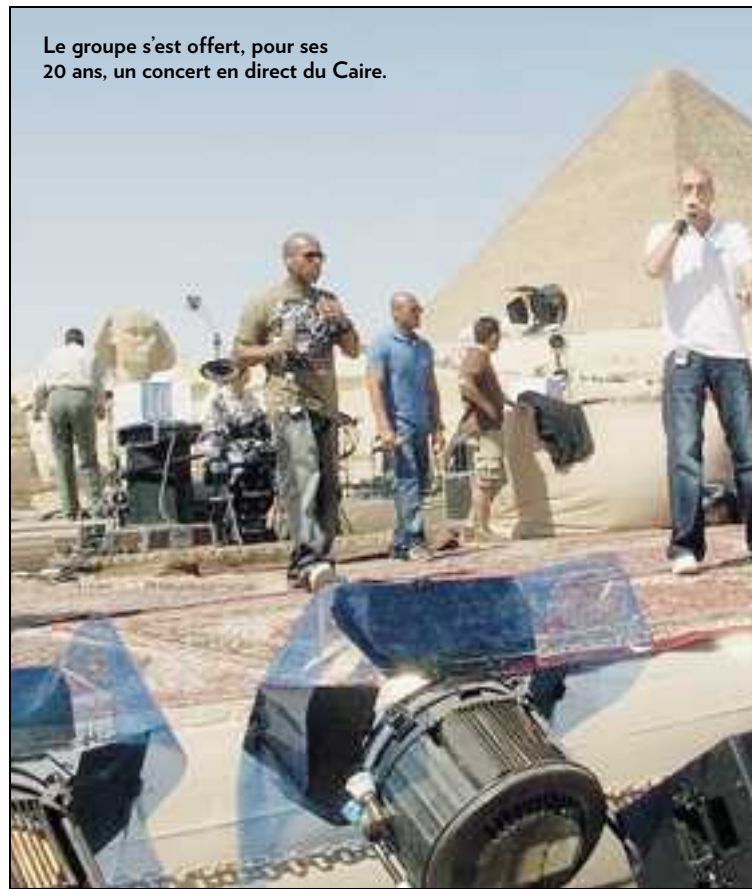 Le groupe s’est offert, pour ses
20 ans, un concert en direct du Caire.